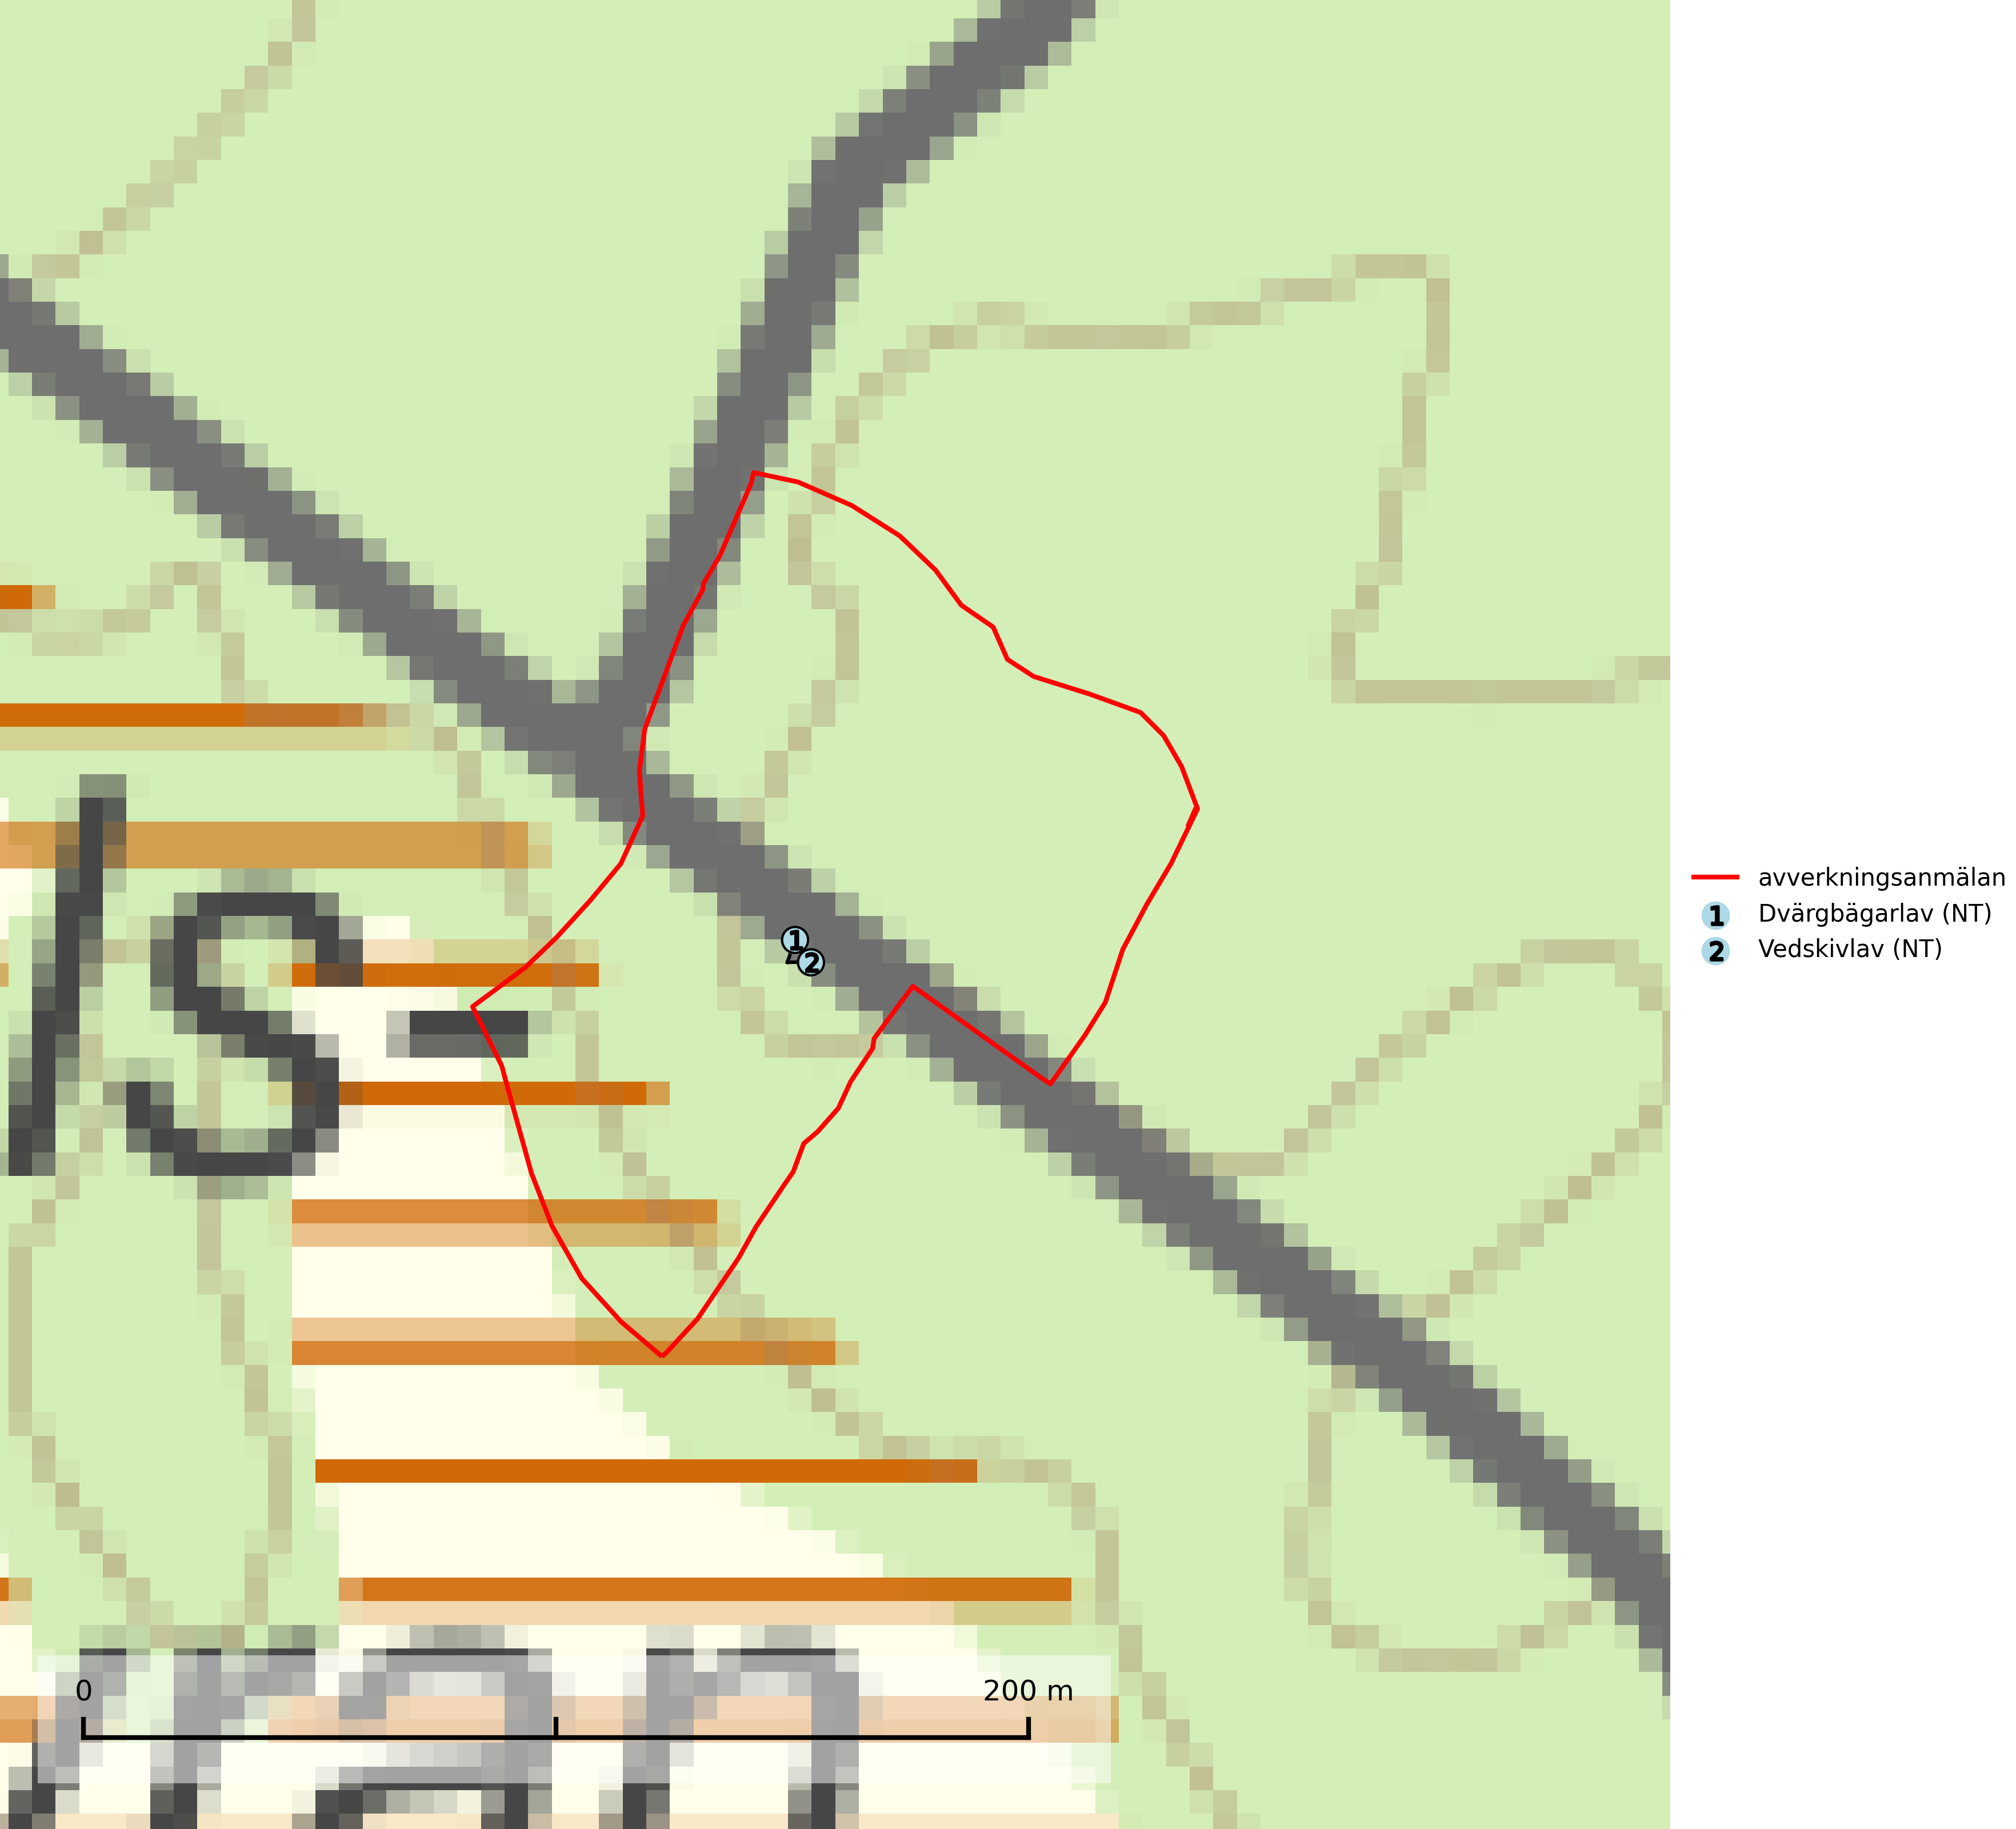 avverkningsanmälan
1 Dvärgbägarlav (NT)
2 Vedskivlav (NT)
1
2
0 200 m